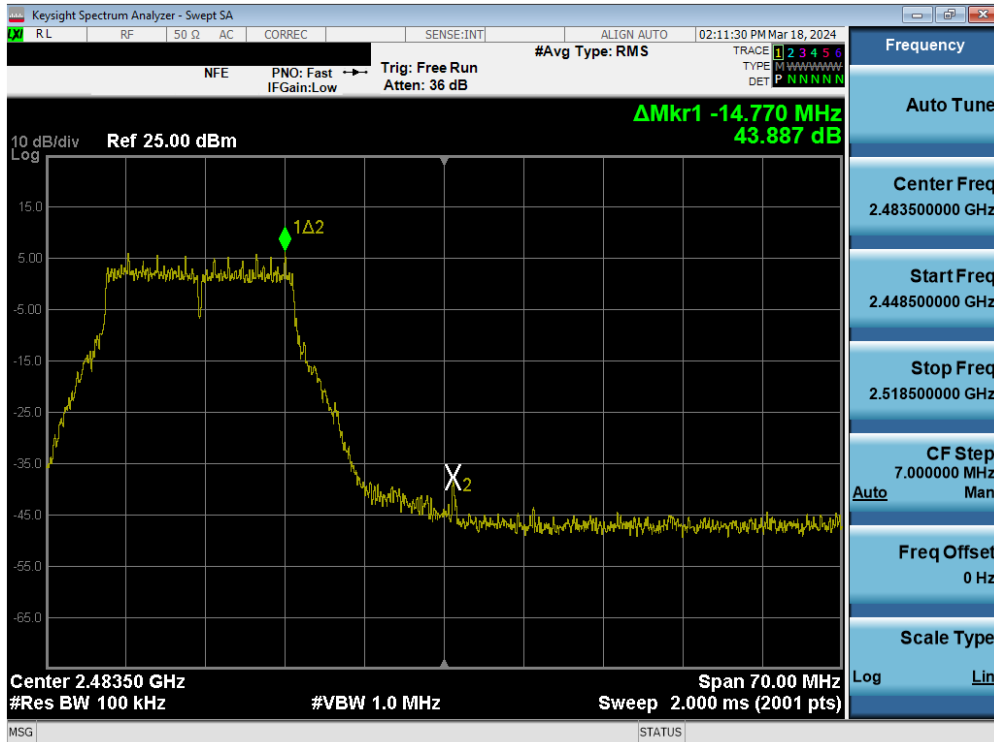 Keysight Spectrum Analyzer - Swept SA
LXI RL RF 50 Ω AC CORREC SENSE:INT ALIGN AUTO 02:11:30 PM Mar 18, 2024
NFE PNO: Fast Trig: Free Run #Avg Type: RMS TRACE 1 2 3 4 5 6
IFGain:Low Atten: 36 dB TYPE M W W W W W
DET P N N N N N
ΔMkr1 -14.770 MHz
43.887 dB
10 dB/div Ref 25.00 dBm
Log
15.0
5.00
-5.00
-15.0
-25.0
-35.0
-45.0
-55.0
-65.0
1Δ2
X2
Center 2.48350 GHz Span 70.00 MHz
#Res BW 100 kHz #VBW 1.0 MHz Sweep 2.000 ms (2001 pts)
MSG STATUS
Frequency
Auto Tune
Center Freq
2.483500000 GHz
Start Freq
2.448500000 GHz
Stop Freq
2.518500000 GHz
CF Step
7.000000 MHz
Auto Man
Freq Offset
0 Hz
Scale Type
Log Lin